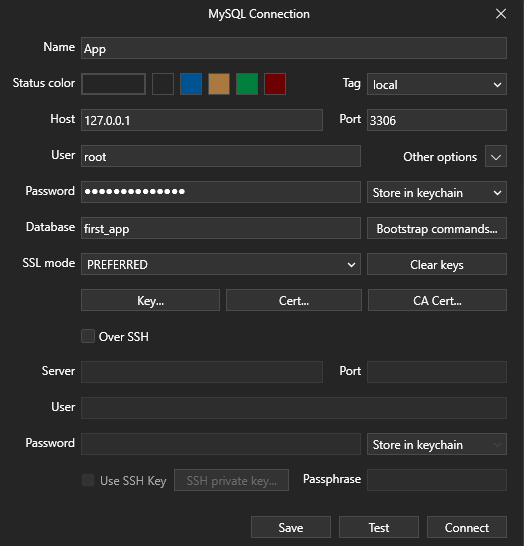 MySQL Connection
Name App
Status color Tag local
Host 127.0.0.1 Port 3306
User root Other options
Password ●●●●●●●●●●●●●● Store in keychain
Database first_app Bootstrap commands...
SSL mode PREFERRED Clear keys
Key... Cert... CA Cert...
Over SSH
Server Port
User
Password Store in keychain
Use SSH Key SSH private key... Passphrase
Save Test Connect